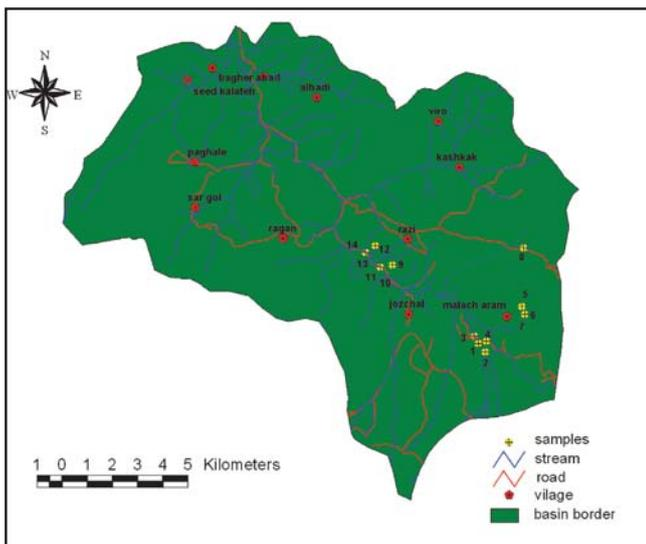 N
W E
S
bagher abad
seed kalateh
alhadi
viro
paghale
kashkak
sar gol
ragan
razi
14 12
13 9
11
10
8
jozchal
malach aram
5
6
7
3 4
1
2
1 0 1 2 3 4 5 Kilometers
samples
stream
road
vilage
basin border